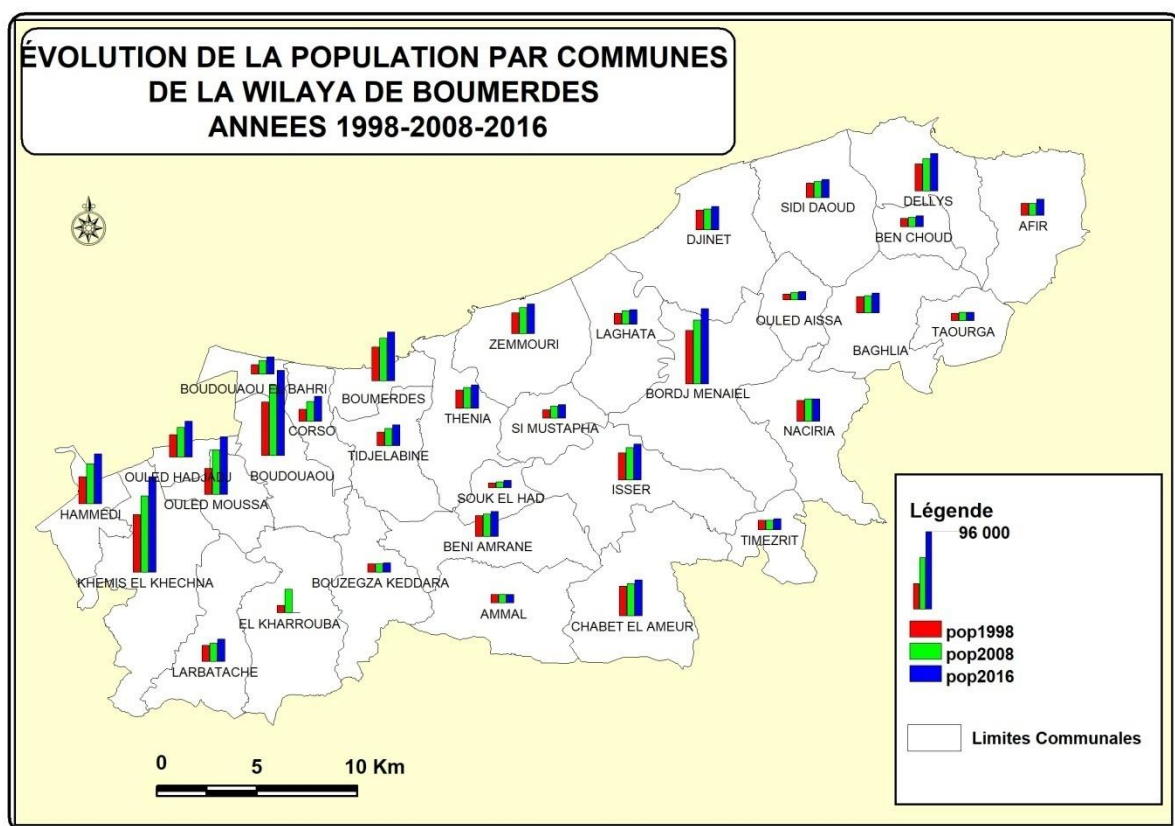 ÉVOLUTION DE LA POPULATION PAR COMMUNES
DE LA WILAYA DE BOUMERDES
ANNEES 1998-2008-2016
DELLYS
SIDI DAOUD
AFIR
BEN CHOUD
DJINET
OULED AISSA
TAOURGA
LAGHATA
ZEMMOURI
BAGHLIA
BOUDOUAOU EL BAHRI
BOUMERDES
BORDJ MENAIEL
THENIA
SI MUSTAPHA
CORSO
NACIRIA
TIDJELABINE
OULED HADJADJ
BOUDOUAOU
ISSER
SOUK EL HAD
OULED MOUSSA
HAMMEDI
TIMEZRIT
BENI AMRANE
KHEMIS EL KHECHNA
BOUZEGZA KEDDARA
AMMAL
CHABET EL AMEUR
EL KHARROUBA
LARBATACHE
Légende
96 000
pop1998
pop2008
pop2016
Limites Communales
0 5 10 Km